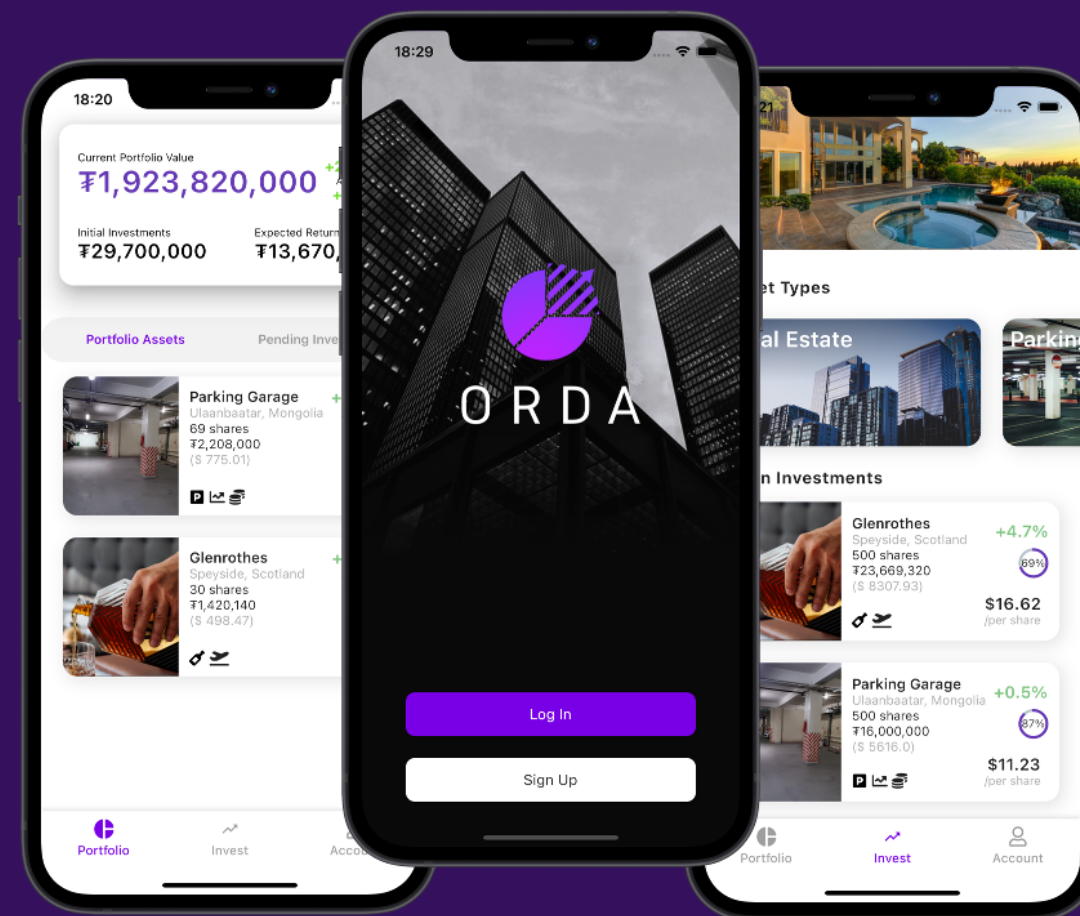 18:20
Current Portfolio Value
₮1,923,820,000
Initial Investments
₮29,700,000
Expected Return
₮13,670,
Portfolio Assets
Pending Inve
Parking Garage
Ulaanbaatar, Mongolia
69 shares
₮2,208,000
($ 775.01)
P
Glenrothes
Speyside, Scotland
30 shares
₮1,420,140
($ 498.47)
Portfolio
Invest
Accou
18:29
ORDA
Log In
Sign Up
21
et Types
al Estate
Parking
n Investments
Glenrothes
Speyside, Scotland
500 shares
₮23,669,320
($ 8307.93)
+4.7%
69%
$16.62
/per share
Parking Garage
Ulaanbaatar, Mongolia
500 shares
₮16,000,000
($ 5616.0)
P
+0.5%
87%
$11.23
/per share
Portfolio
Invest
Account